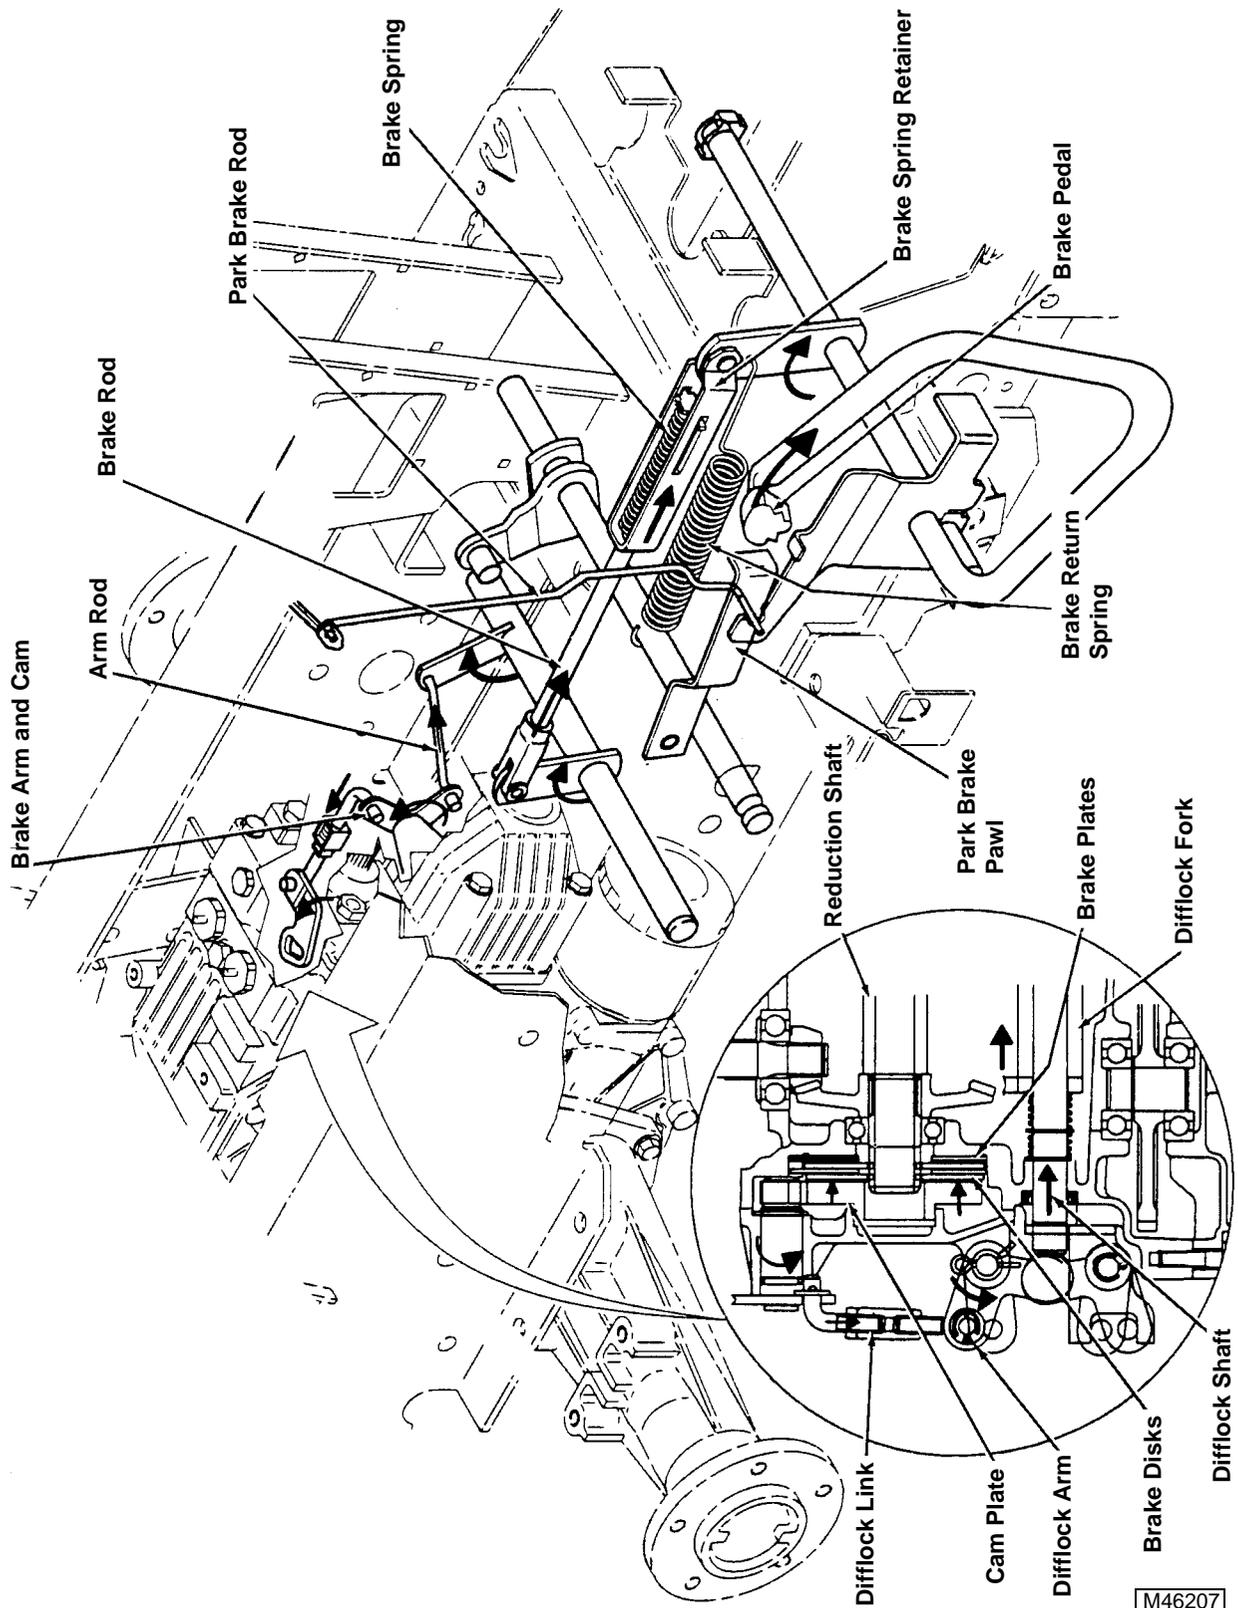 Brake Arm and Cam
Arm Rod
Brake Rod
Park Brake Rod
Brake Spring
Brake Spring Retainer
Brake Pedal
Brake Return
Spring
Park Brake
Pawl
Reduction Shaft
Brake Plates
Difflock Fork
Difflock Link
Cam Plate
Difflock Arm
Brake Disks
Difflock Shaft
M46207